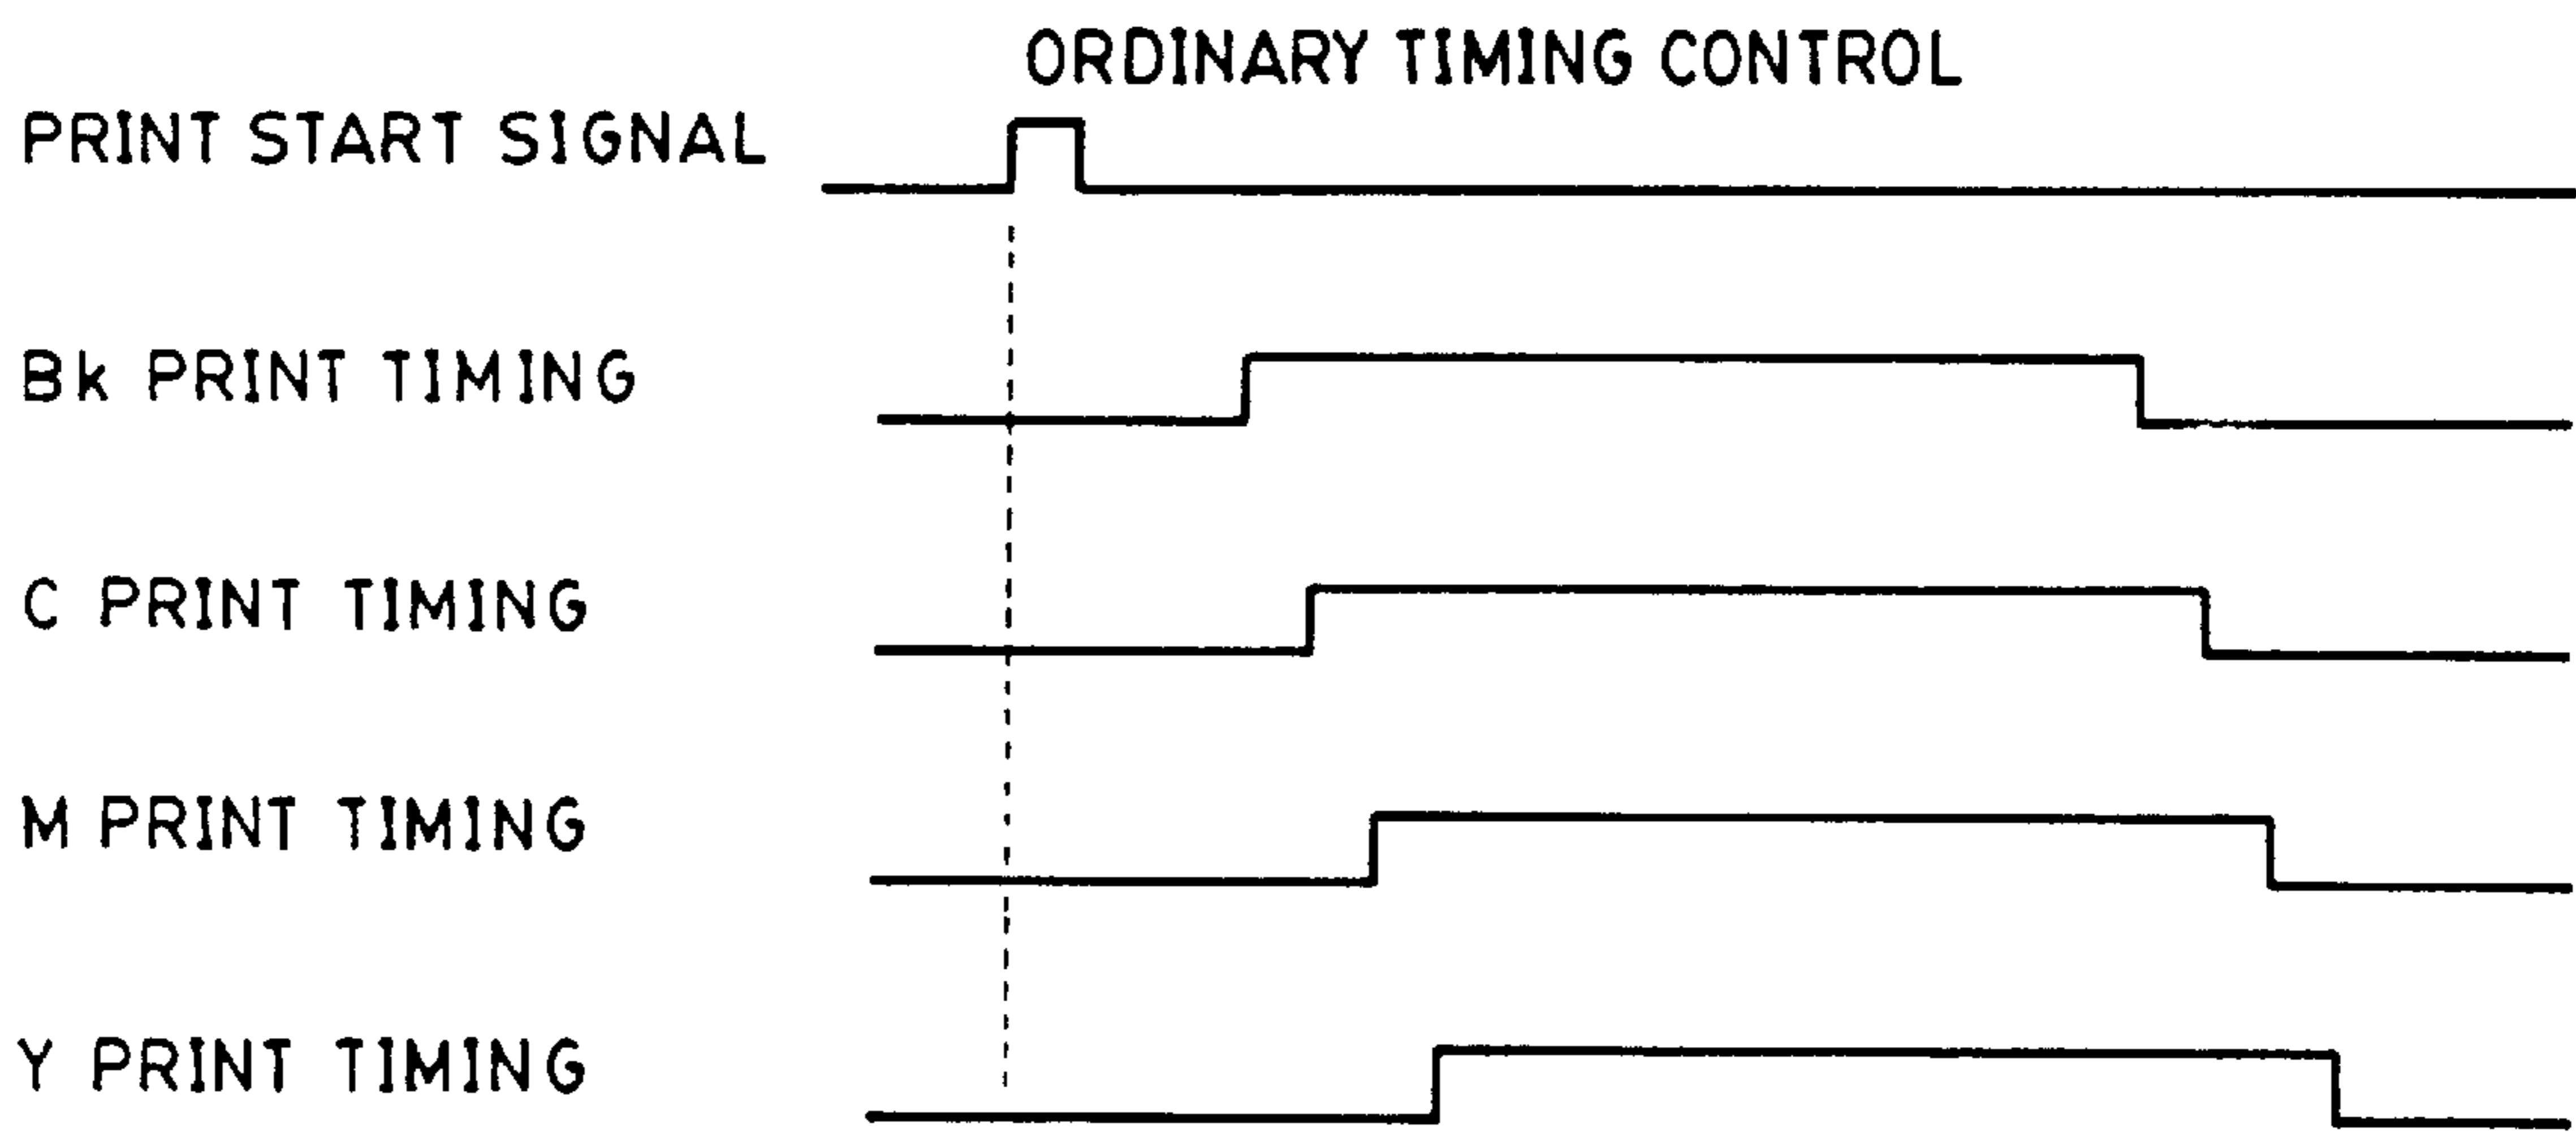 ORDINARY TIMING CONTROL
PRINT START SIGNAL
Bk PRINT TIMING
C PRINT TIMING
M PRINT TIMING
Y PRINT TIMING